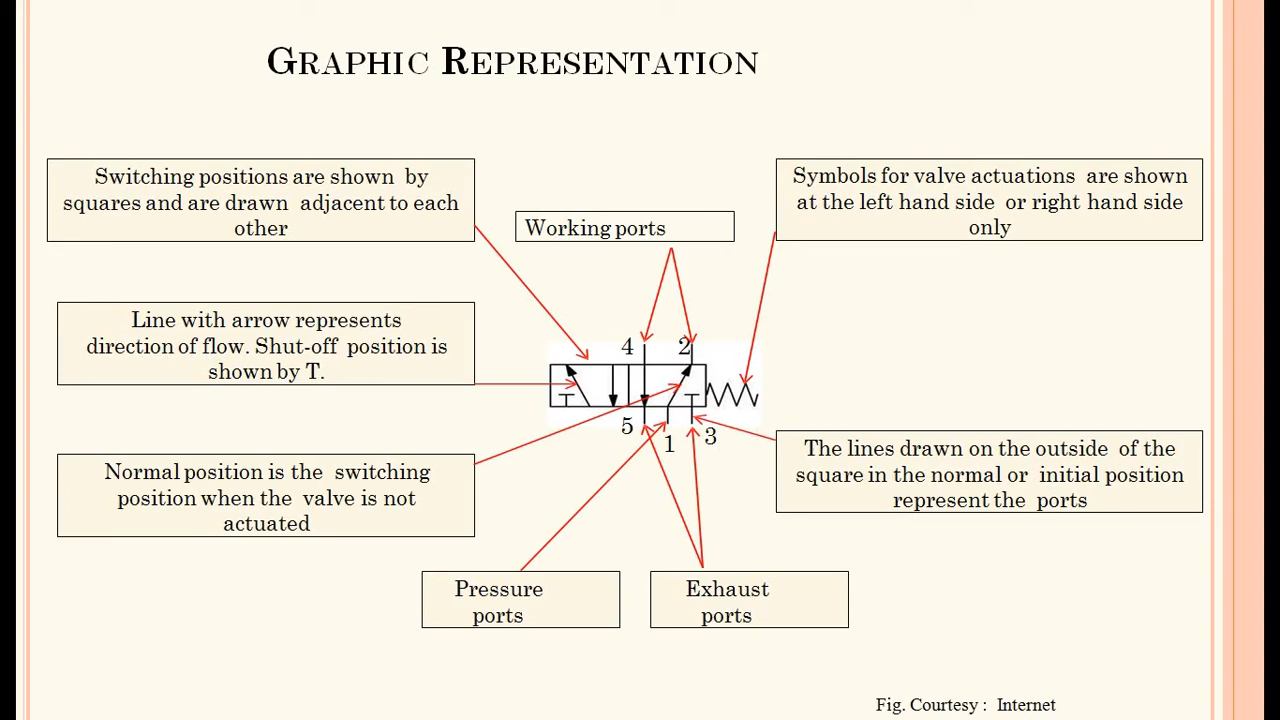 GRAPHIC REPRESENTATION
Switching positions are shown by
squares and are drawn adjacent to each
other
Working ports
Symbols for valve actuations are shown
at the left hand side or right hand side
only
Line with arrow represents
direction of flow. Shut-off position is
shown by T.
4
2
5
1
3
Normal position is the switching
position when the valve is not
actuated
The lines drawn on the outside of the
square in the normal or initial position
represent the ports
Pressure
ports
Exhaust
ports
Fig. Courtesy : Internet